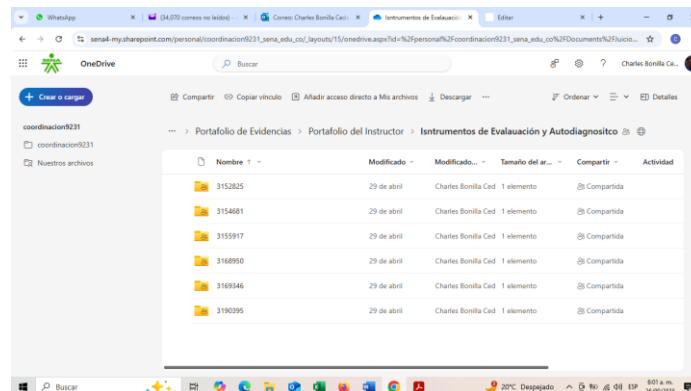 WhatsApp
(34,070 correos no leídos) -
Correo: Charles Bonilla Ced
Isntrumentos de Evalauació
Editar
sena4-my.sharepoint.com/personal/coordinacion9231_sena_edu_co/_layouts/15/onedrive.aspx?id=%2Fpersonal%2Fcoordinacion9231_sena_edu_co%2FDocuments%2FJuicio...
SENA
OneDrive
Buscar
Charles Bonilla Ce...
+ Crear o cargar
Compartir
Copiar vínculo
Añadir acceso directo a Mis archivos
Descargar
...
Ordenar
Detalles
coordinacion9231
coordinacion9231
Nuestros archivos
... > Portafolio de Evidencias > Portafolio del Instructor > Isntrumentos de Evalauación y Autodiagnositco
Nombre ↑ Modificado Modificado... Tamaño del ar... Compartir Actividad
3152825 29 de abril Charles Bonilla Ced 1 elemento Compartida
3154681 29 de abril Charles Bonilla Ced 1 elemento Compartida
3155917 29 de abril Charles Bonilla Ced 1 elemento Compartida
3168950 29 de abril Charles Bonilla Ced 1 elemento Compartida
3169346 29 de abril Charles Bonilla Ced 1 elemento Compartida
3190395 29 de abril Charles Bonilla Ced 1 elemento Compartida
Buscar
20°C Despejado
ESP
6:01 a. m.